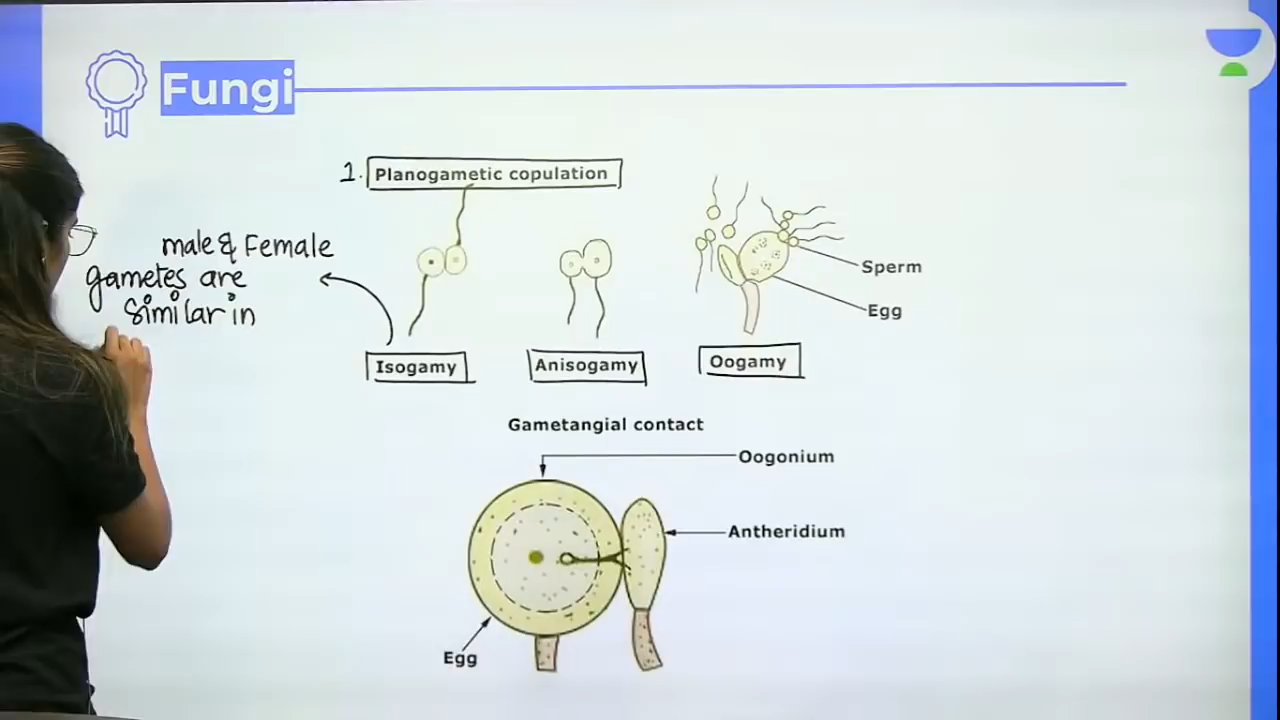 Fungi
1. Planogametic copulation
male & Female
gametes are
similar in
Sperm
Egg
Isogamy
Anisogamy
Oogamy
Gametangial contact
Oogonium
Antheridium
Egg